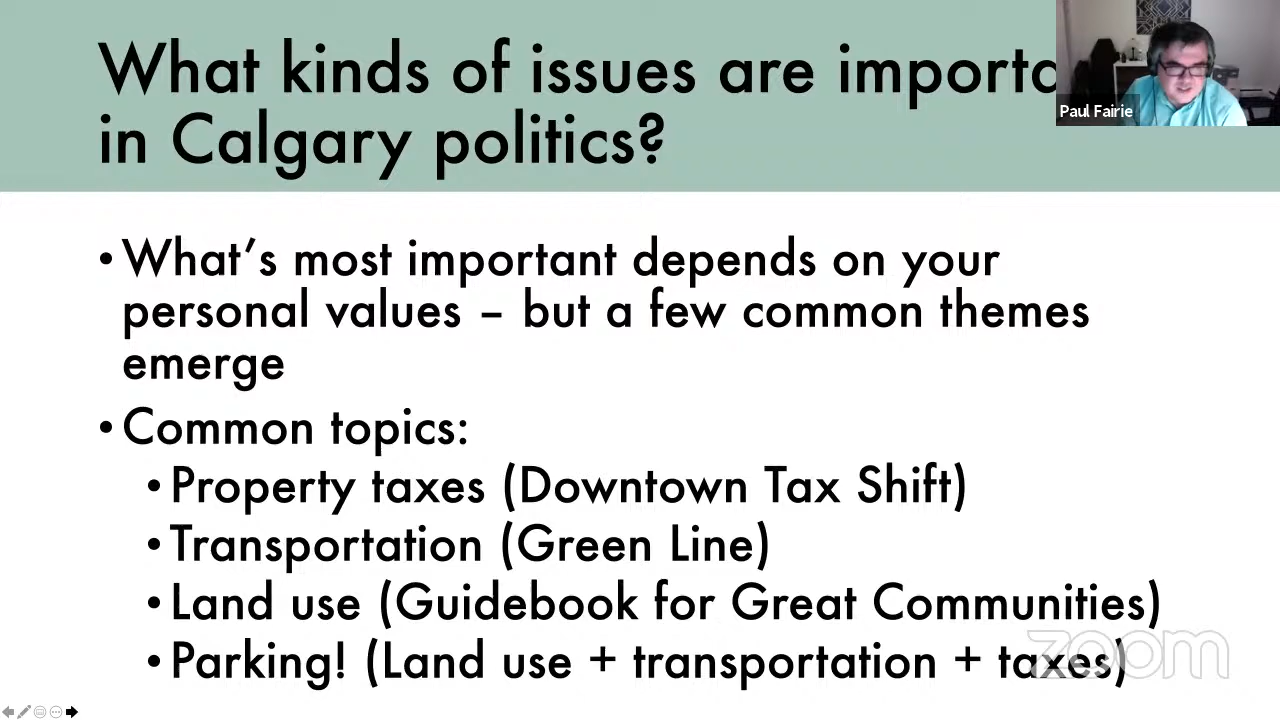 What kinds of issues are importa
in Calgary politics?
Paul Fairie
• What's most important depends on your
personal values – but a few common themes
emerge
• Common topics:
• Property taxes (Downtown Tax Shift)
• Transportation (Green Line)
• Land use (Guidebook for Great Communities)
• Parking! (Land use + transportation + taxes)
zoom